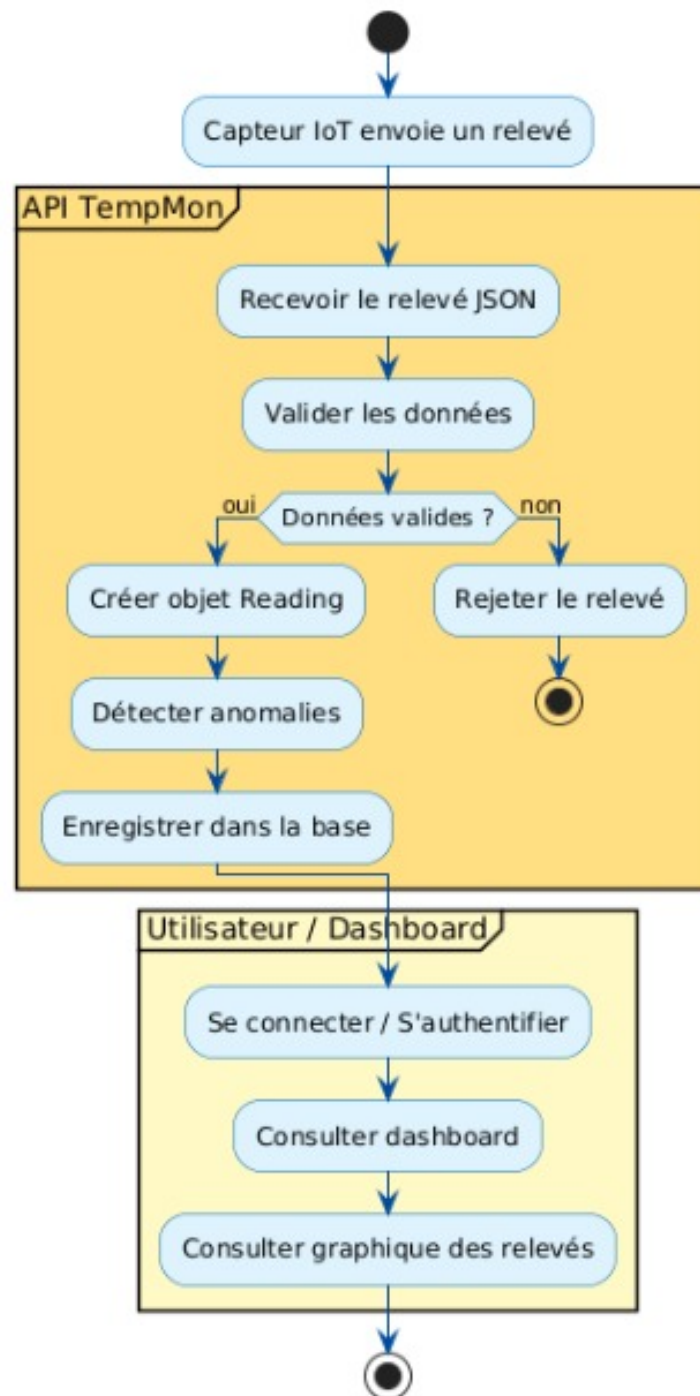 Capteur IoT envoie un relevé
API TempMon
Recevoir le relevé JSON
Valider les données
oui
Données valides ?
non
Créer objet Reading
Rejeter le relevé
Détecter anomalies
Enregistrer dans la base
Utilisateur / Dashboard
Se connecter / S'authentifier
Consulter dashboard
Consulter graphique des relevés